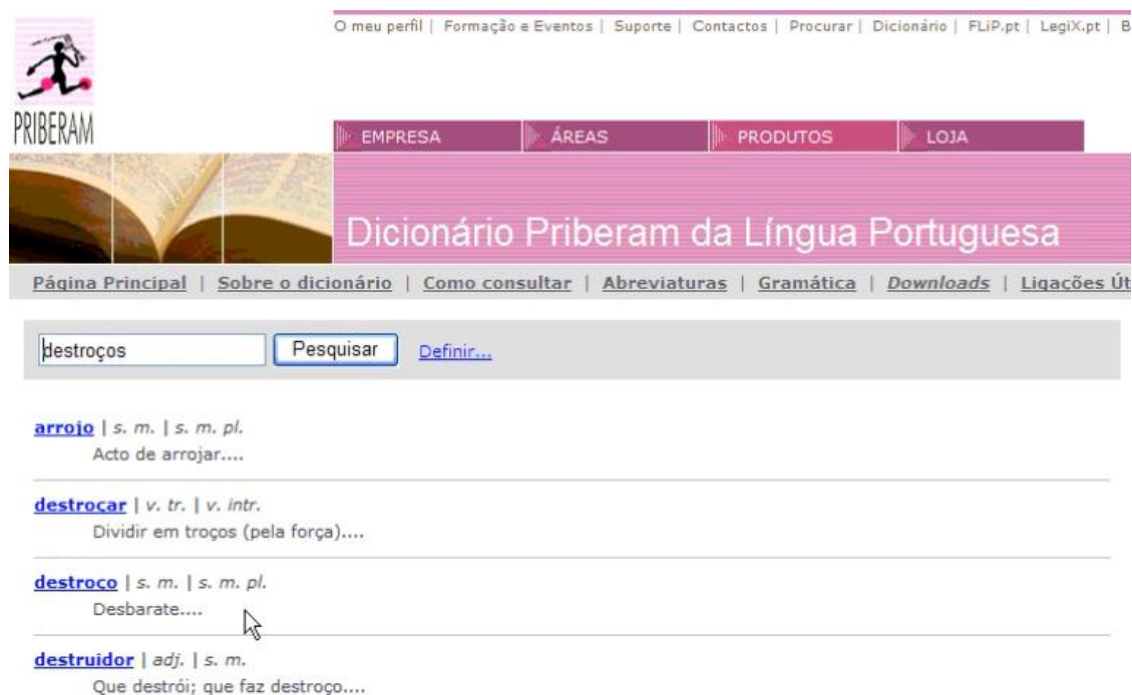 O meu perfil | Formação e Eventos | Suporte | Contactos | Procurar | Dicionário | FLiP.pt | LegiX.pt | B
PRIBERAM
EMPRESA ÁREAS PRODUTOS LOJA
Dicionário Priberam da Língua Portuguesa
Página Principal | Sobre o dicionário | Como consultar | Abreviaturas | Gramática | Downloads | Ligações Út
destroços Pesquisar Definir...
arrojo | s. m. | s. m. pl.
Acto de arrojar....
destroçar | v. tr. | v. intr.
Dividir em troços (pela força)....
destroço | s. m. | s. m. pl.
Desbarate....
destruidor | adj. | s. m.
Que destrói; que faz destroço....